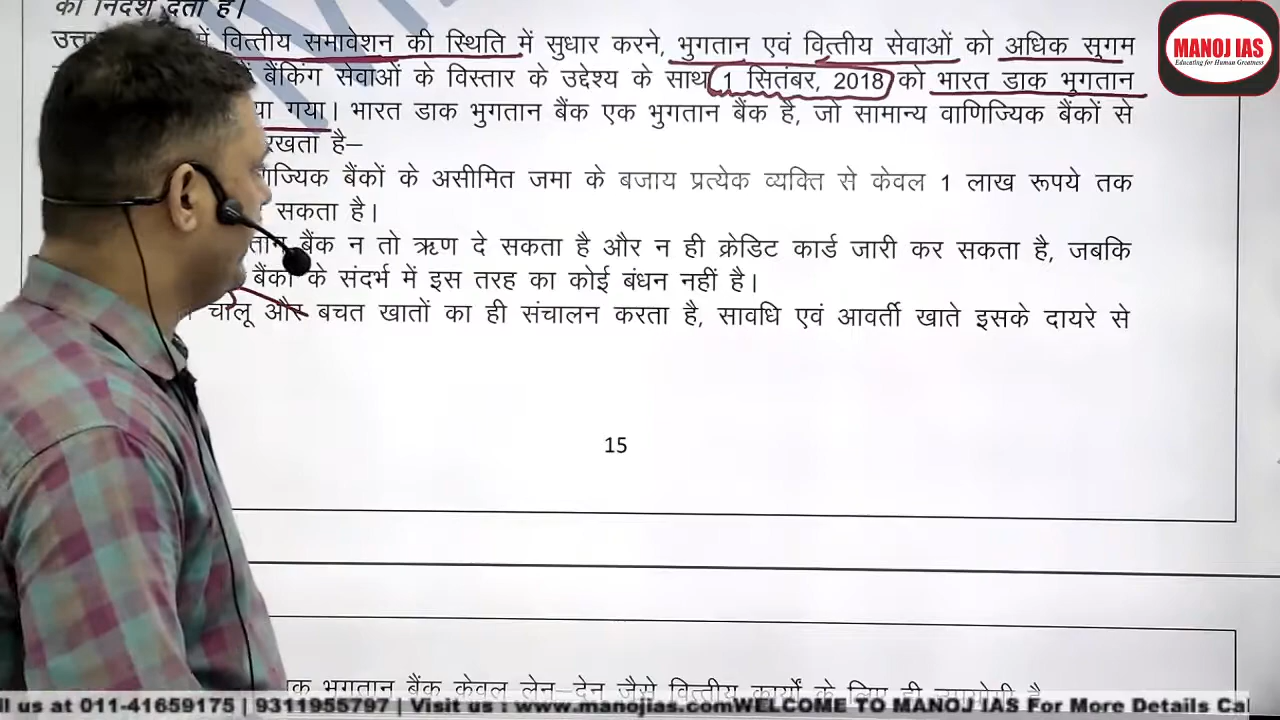 का निर्देश देता है।
वित्तीय समावेशन की स्थिति में सुधार करने, भुगतान एवं वित्तीय सेवाओं को अधिक सुगम
बैंकिंग सेवाओं के विस्तार के उद्देश्य के साथ 1 सितंबर, 2018 को भारत डाक भुगतान
गया। भारत डाक भुगतान बैंक एक भुगतान बैंक है, जो सामान्य वाणिज्यिक बैंकों से
रखता है–
बैंकों के असीमित जमा के बजाय प्रत्येक व्यक्ति से केवल 1 लाख रूपये तक
सकता है।
बैंक न तो ऋण दे सकता है और न ही क्रेडिट कार्ड जारी कर सकता है, जबकि
बैंकों के संदर्भ में इस तरह का कोई बंधन नहीं है।
चालू और बचत खातों का ही संचालन करता है, सावधि एवं आवर्ती खाते इसके दायरे से
15
भुगतान बैंक केवल लेन–देन जैसे वित्तीय कार्यों के लिए ही उपयोगी है
MANOJ IAS
Educating for Human Greatness
us at 011-41659175 | 9311955797 | Visit us : www.manojias.comWELCOME TO MANOJ IAS For More Details